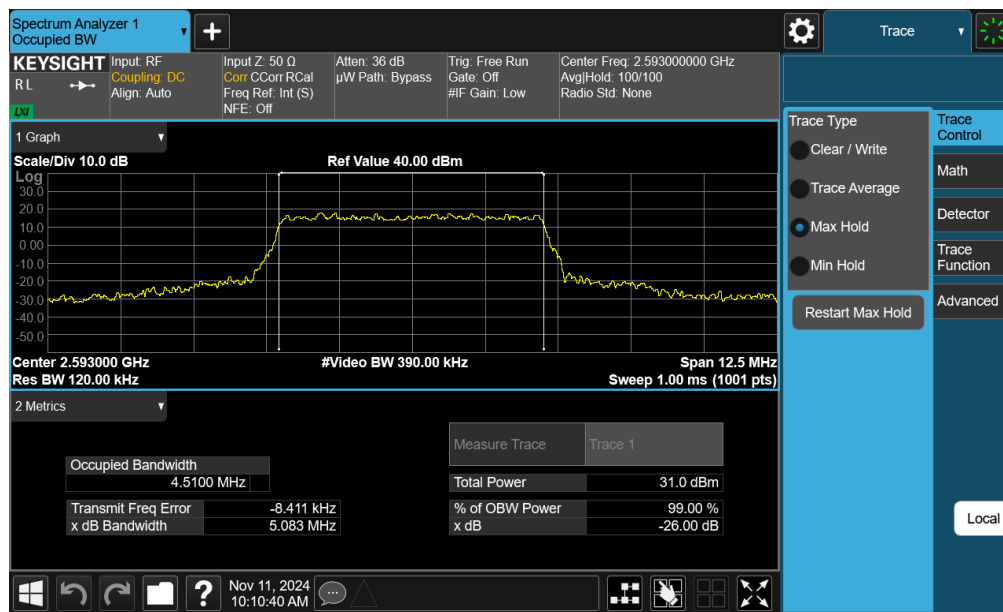 Spectrum Analyzer 1
Occupied BW
Trace
KEYSIGHT
R L
LXI
Input: RF
Coupling: DC
Align: Auto
Input Z: 50 Ω
Corr CCorr RCal
Freq Ref: Int (S)
NFE: Off
Atten: 36 dB
µW Path: Bypass
Trig: Free Run
Gate: Off
#IF Gain: Low
Center Freq: 2.593000000 GHz
Avg|Hold: 100/100
Radio Std: None
1 Graph
Scale/Div 10.0 dB
Ref Value 40.00 dBm
Log
30.0
20.0
10.0
0.00
-10.0
-20.0
-30.0
-40.0
-50.0
Center 2.593000 GHz
#Video BW 390.00 kHz
Span 12.5 MHz
Res BW 120.00 kHz
Sweep 1.00 ms (1001 pts)
2 Metrics
Measure Trace
Trace 1
Occupied Bandwidth
4.5100 MHz
Total Power
31.0 dBm
Transmit Freq Error
-8.411 kHz
% of OBW Power
99.00 %
x dB Bandwidth
5.083 MHz
x dB
-26.00 dB
Trace Type
Clear / Write
Trace Average
Max Hold
Min Hold
Restart Max Hold
Trace
Control
Math
Detector
Trace
Function
Advanced
Local
?
Nov 11, 2024
10:10:40 AM